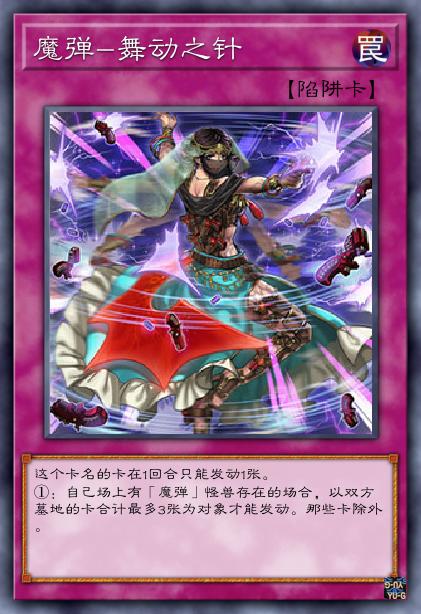 魔弹－舞动之针
罠
【陷阱卡】
这个卡名的卡在1回合只能发动1张。
①：自己场上有「魔弹」怪兽存在的场合，以双方
墓地的卡合计最多3张为对象才能发动。那些卡除外
。
YU-G